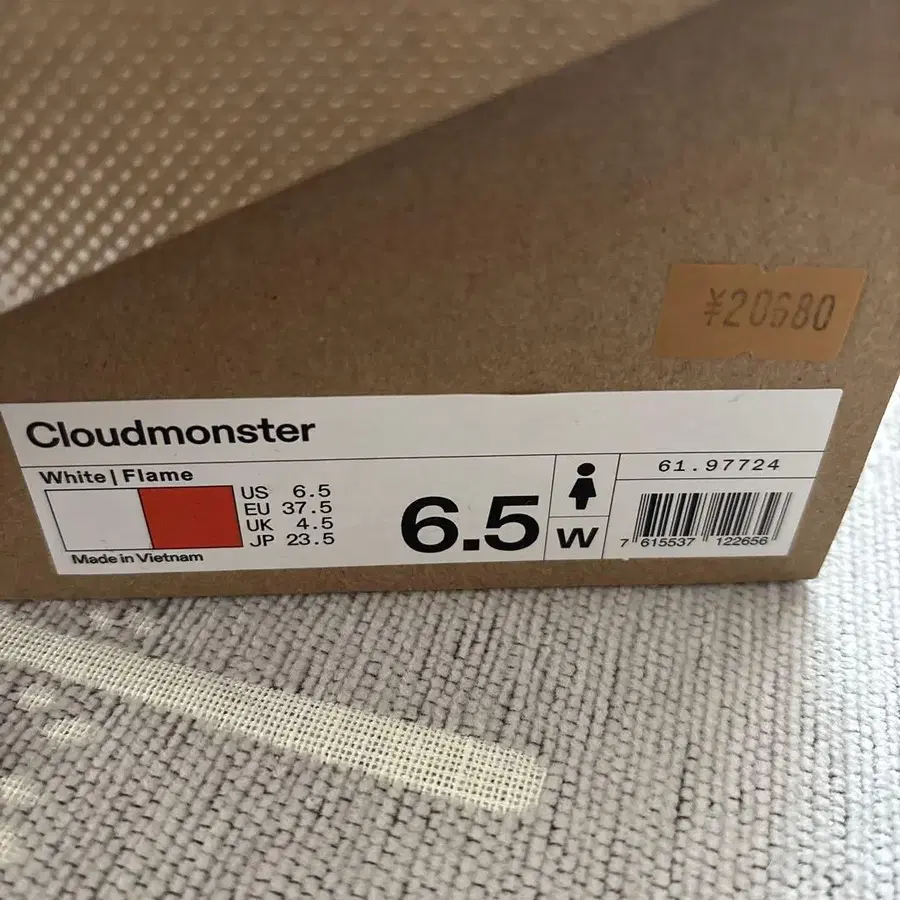 ¥20680
Cloudmonster
White | Flame
61.97724
US 6.5
EU 37.5
UK 4.5
JP 23.5
6.5
W
7 615537 122656
Made in Vietnam